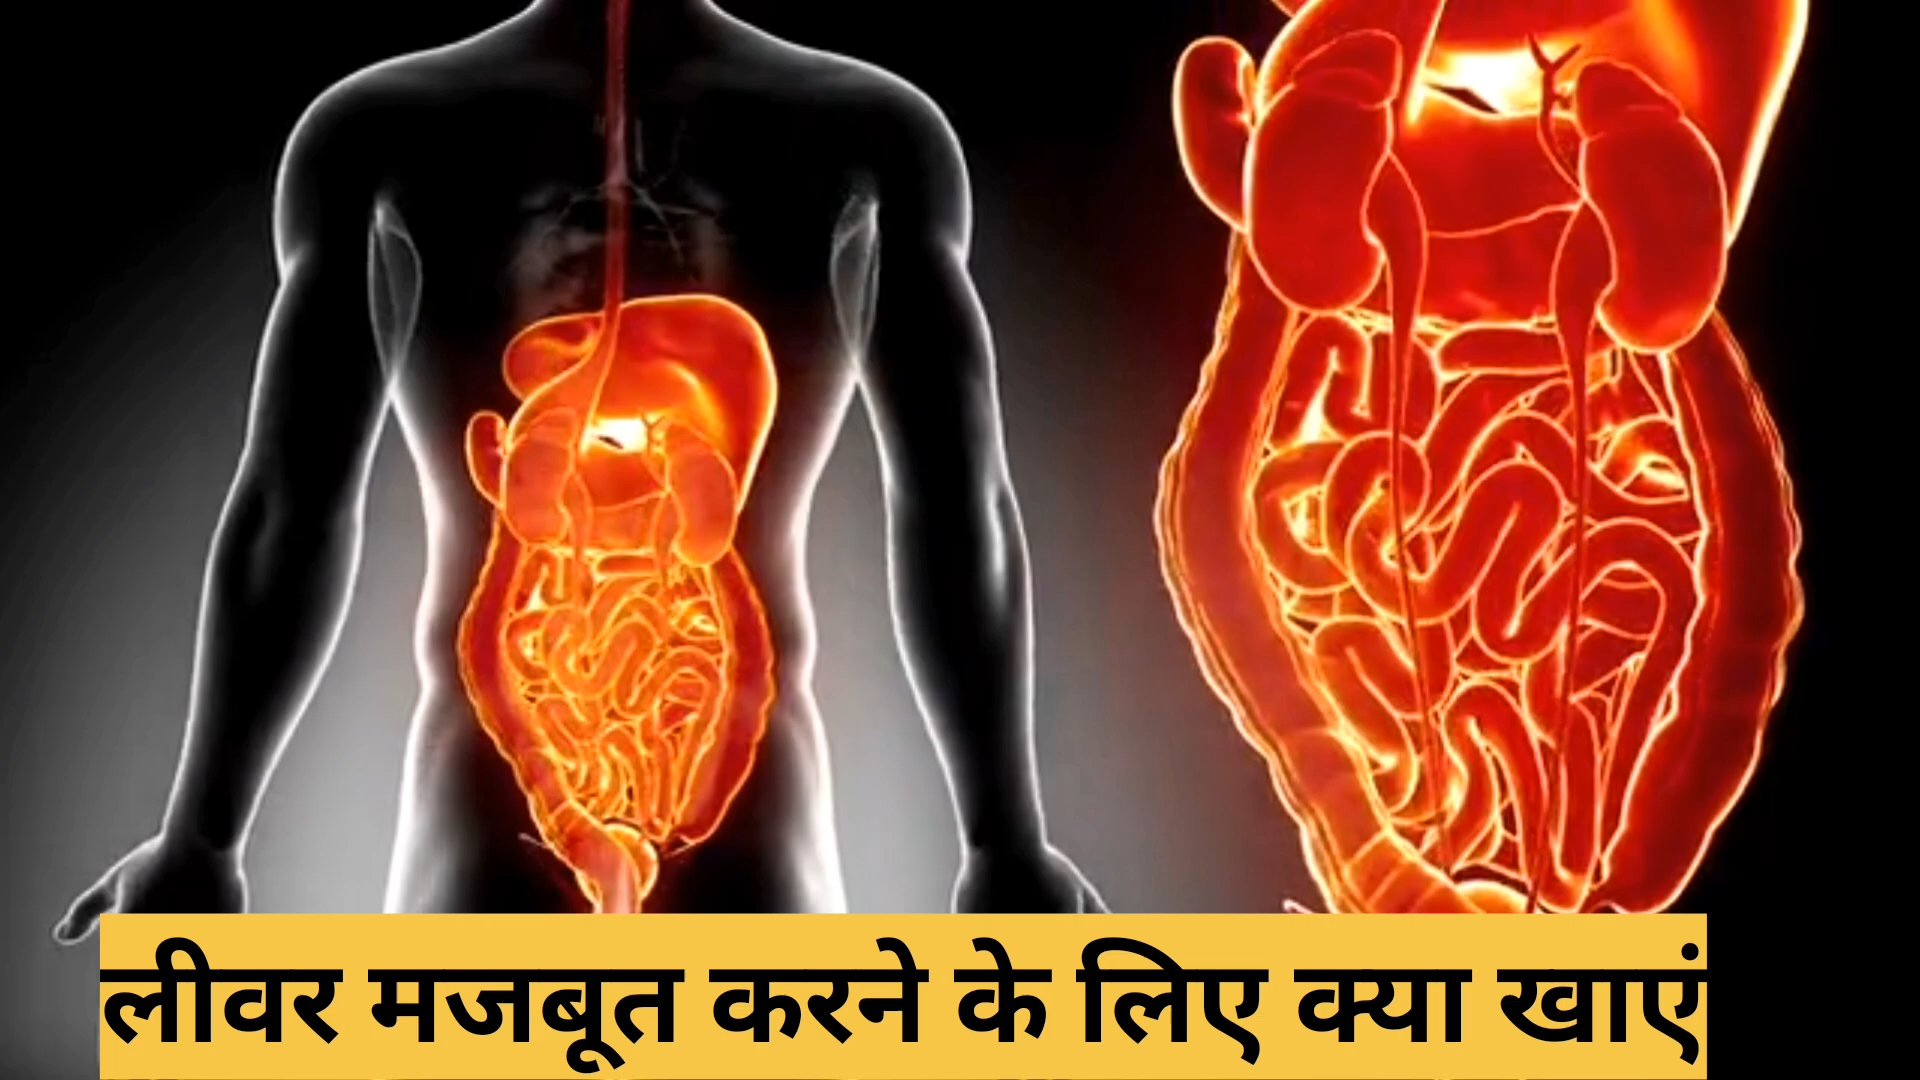 लीवर मजबूत करने के लिए क्या खाएं